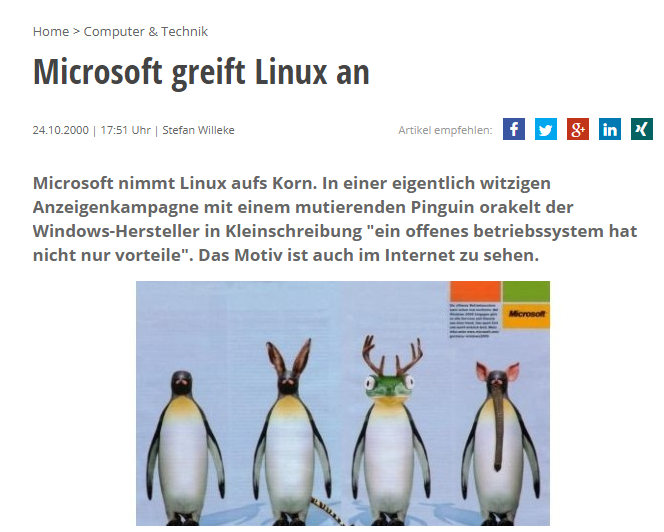 Home > Computer & Technik
Microsoft greift Linux an
24.10.2000 | 17:51 Uhr | Stefan Willeke
Artikel empfehlen:
Microsoft nimmt Linux aufs Korn. In einer eigentlich witzigen
Anzeigenkampagne mit einem mutierenden Pinguin orakelt der
Windows-Hersteller in Kleinschreibung "ein offenes betriebssystem hat
nicht nur vorteile". Das Motiv ist auch im Internet zu sehen.
Microsoft